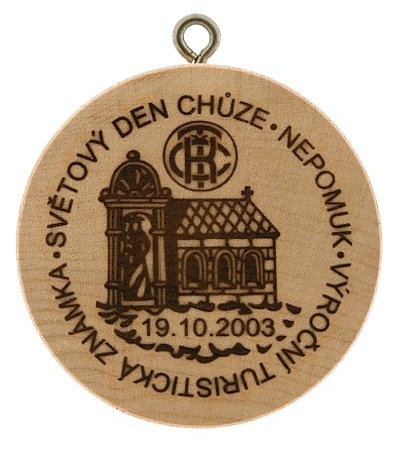 SVĚTOVÝ DEN CHŮZE • NEPOMUK • VÝROČNÍ TURISTICKÁ ZNÁMKA •
19.10.2003